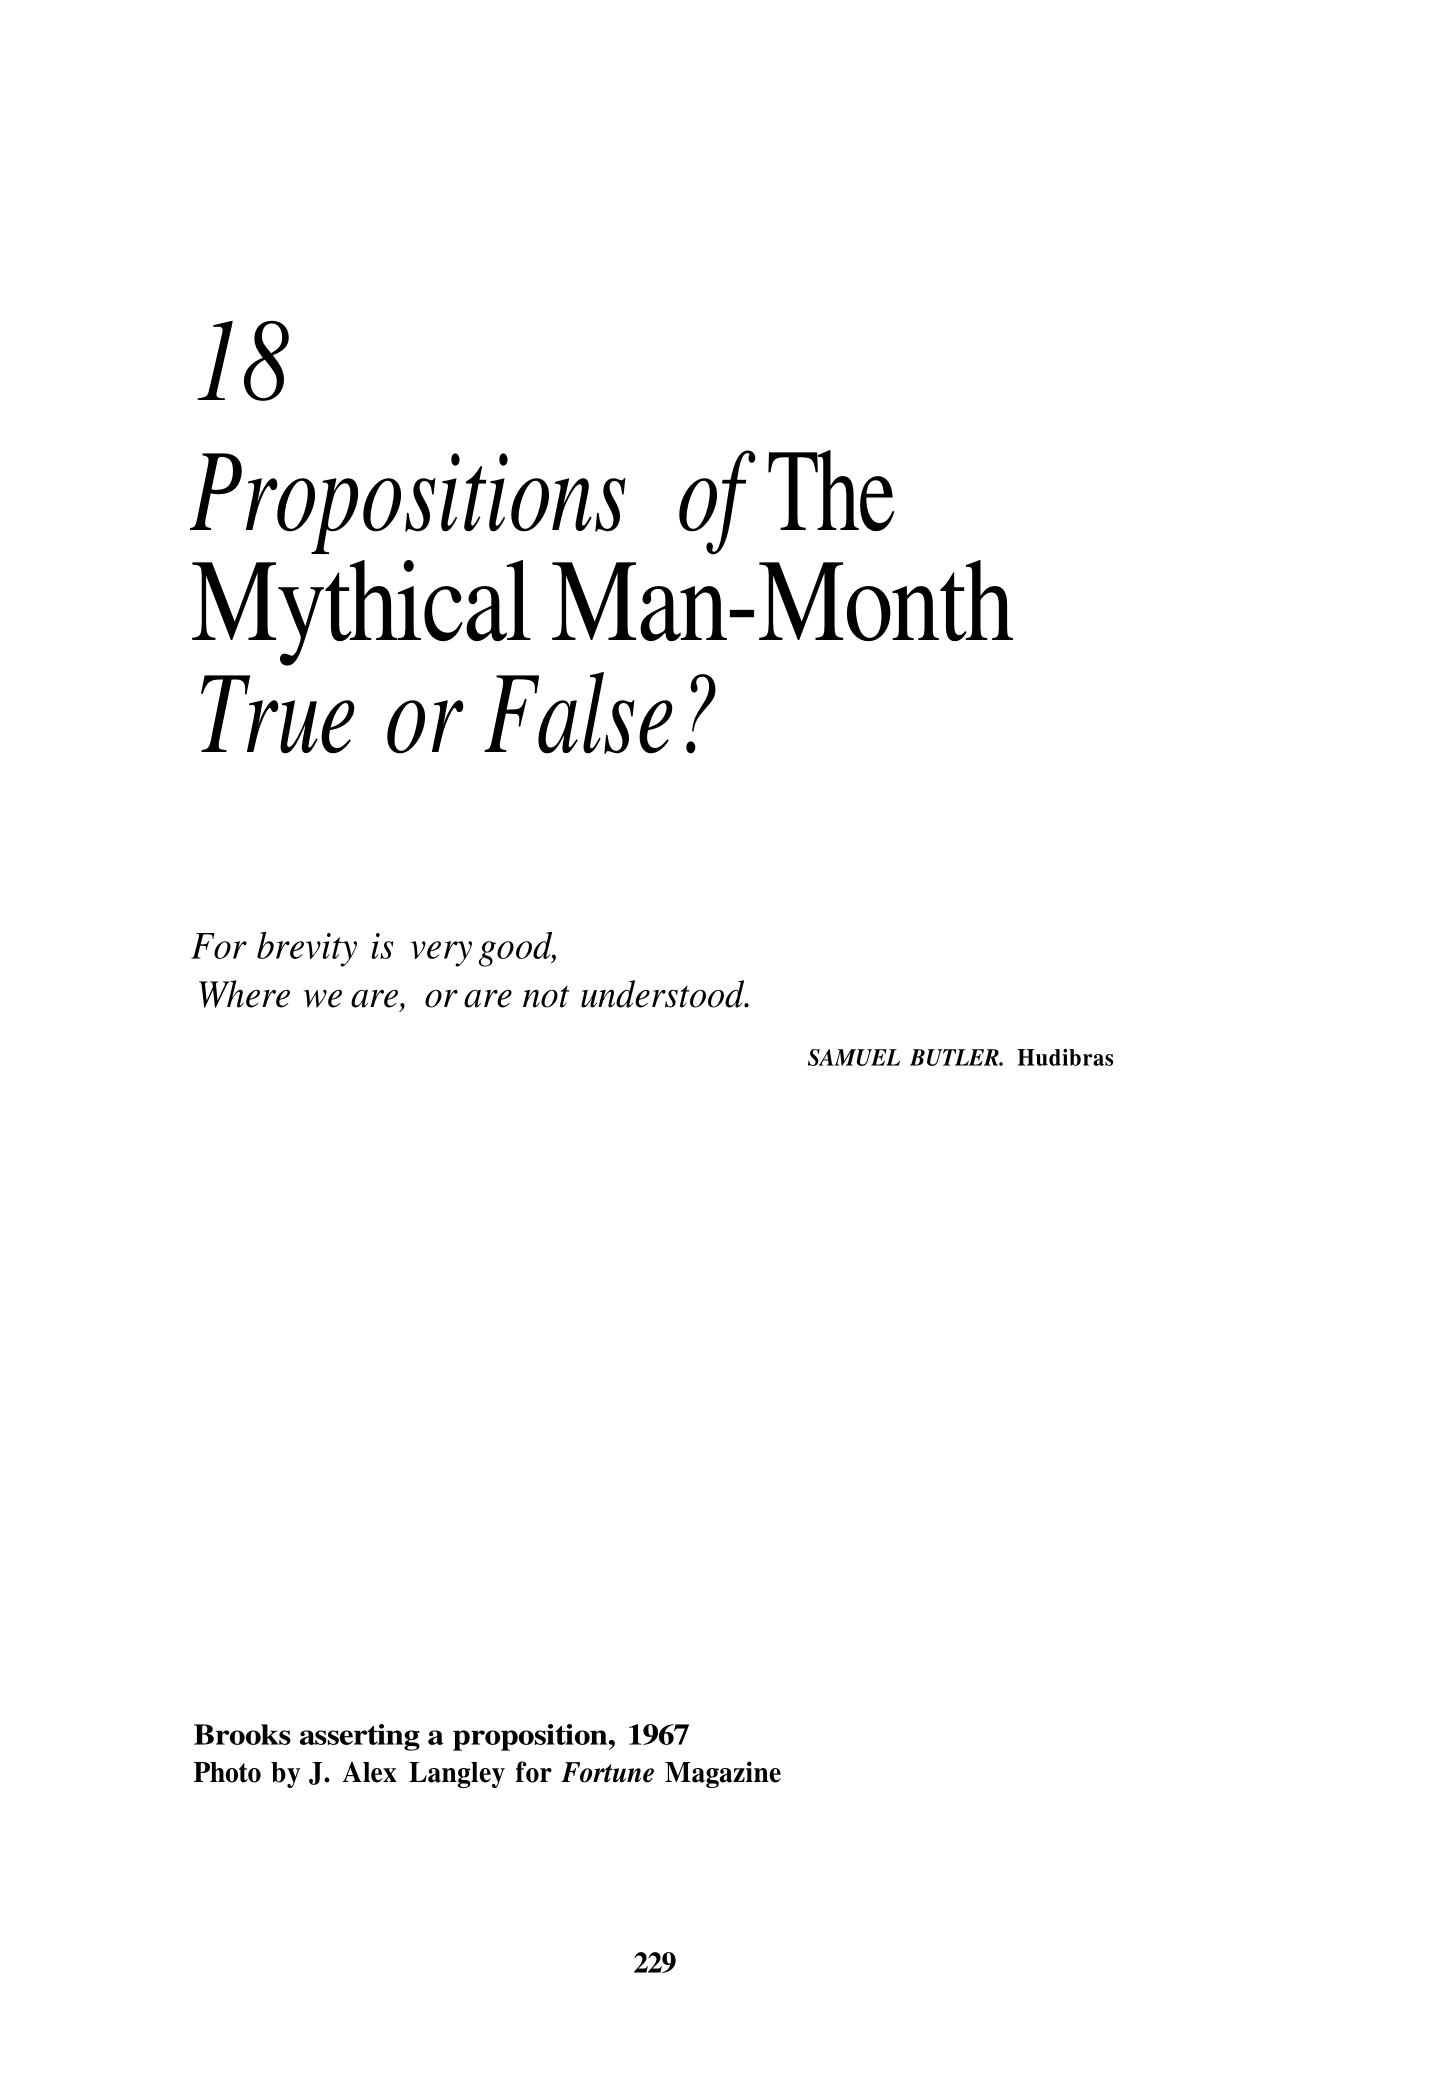 18
Propositions of The
Mythical Man-Month
True or False?
For brevity is very good,
Where we are, or are not understood.
SAMUEL BUTLER. Hudibras
Brooks asserting a proposition, 1967
Photo by J. Alex Langley for Fortune Magazine
229